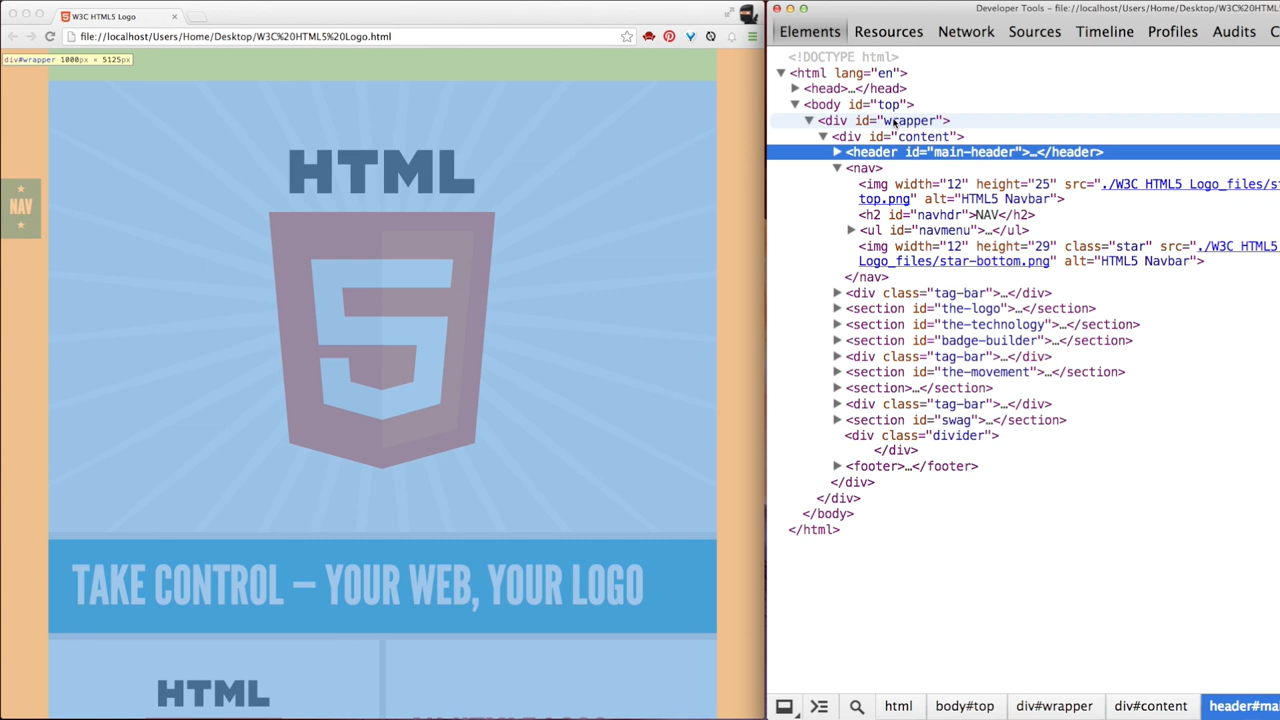 W3C HTML5 Logo
file://localhost/Users/Home/Desktop/W3C%20HTML5%20Logo.html
div#wrapper 1000px × 5125px
HTML
5
NAV
TAKE CONTROL — YOUR WEB, YOUR LOGO
HTML
Developer Tools - file://localhost/Users/Home/Desktop/W3C%20HTML
Elements Resources Network Sources Timeline Profiles Audits C
<!DOCTYPE html>
<html lang="en">
<head>…</head>
<body id="top">
<div id="wrapper">
<div id="content">
<header id="main-header">…</header>
<nav>
<img width="12" height="25" src="./W3C HTML5 Logo_files/st
top.png" alt="HTML5 Navbar">
<h2 id="navhdr">NAV</h2>
<ul id="navmenu">…</ul>
<img width="12" height="29" class="star" src="./W3C HTML5
Logo_files/star-bottom.png" alt="HTML5 Navbar">
</nav>
<div class="tag-bar">…</div>
<section id="the-logo">…</section>
<section id="the-technology">…</section>
<section id="badge-builder">…</section>
<div class="tag-bar">…</div>
<section id="the-movement">…</section>
<section>…</section>
<div class="tag-bar">…</div>
<section id="swag">…</section>
<div class="divider">
</div>
<footer>…</footer>
</div>
</div>
</body>
</html>
html body#top div#wrapper div#content header#ma